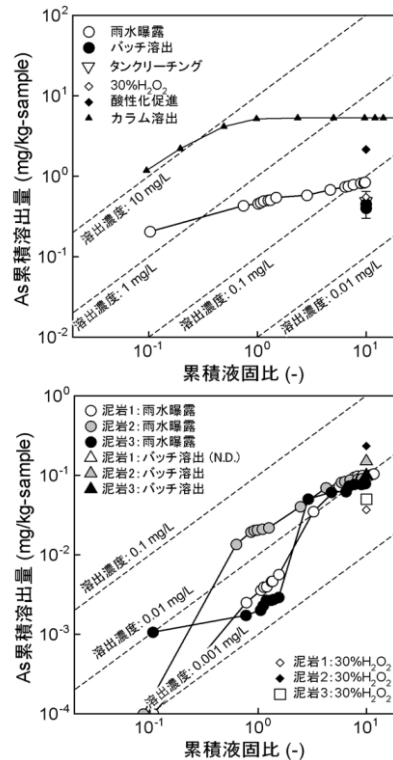 As累積溶出量 (mg/kg-sample)
10²
10¹
10⁰
10⁻¹
10⁻²
雨水曝露
バッチ溶出
タンクリーチング
30%H₂O₂
酸性化促進
カラム溶出
溶出濃度: 10 mg/L
溶出濃度: 1 mg/L
溶出濃度: 0.1 mg/L
溶出濃度: 0.01 mg/L
10⁻¹ 10⁰ 10¹
累積液固比 (-)
As累積溶出量 (mg/kg-sample)
10⁰
10⁻¹
10⁻²
10⁻³
10⁻⁴
泥岩1: 雨水曝露
泥岩2: 雨水曝露
泥岩3: 雨水曝露
泥岩1: バッチ溶出 (N.D.)
泥岩2: バッチ溶出
泥岩3: バッチ溶出
溶出濃度: 0.1 mg/L
溶出濃度: 0.01 mg/L
溶出濃度: 0.001 mg/L
泥岩1: 30%H₂O₂
泥岩2: 30%H₂O₂
泥岩3: 30%H₂O₂
10⁻¹ 10⁰ 10¹
累積液固比 (-)